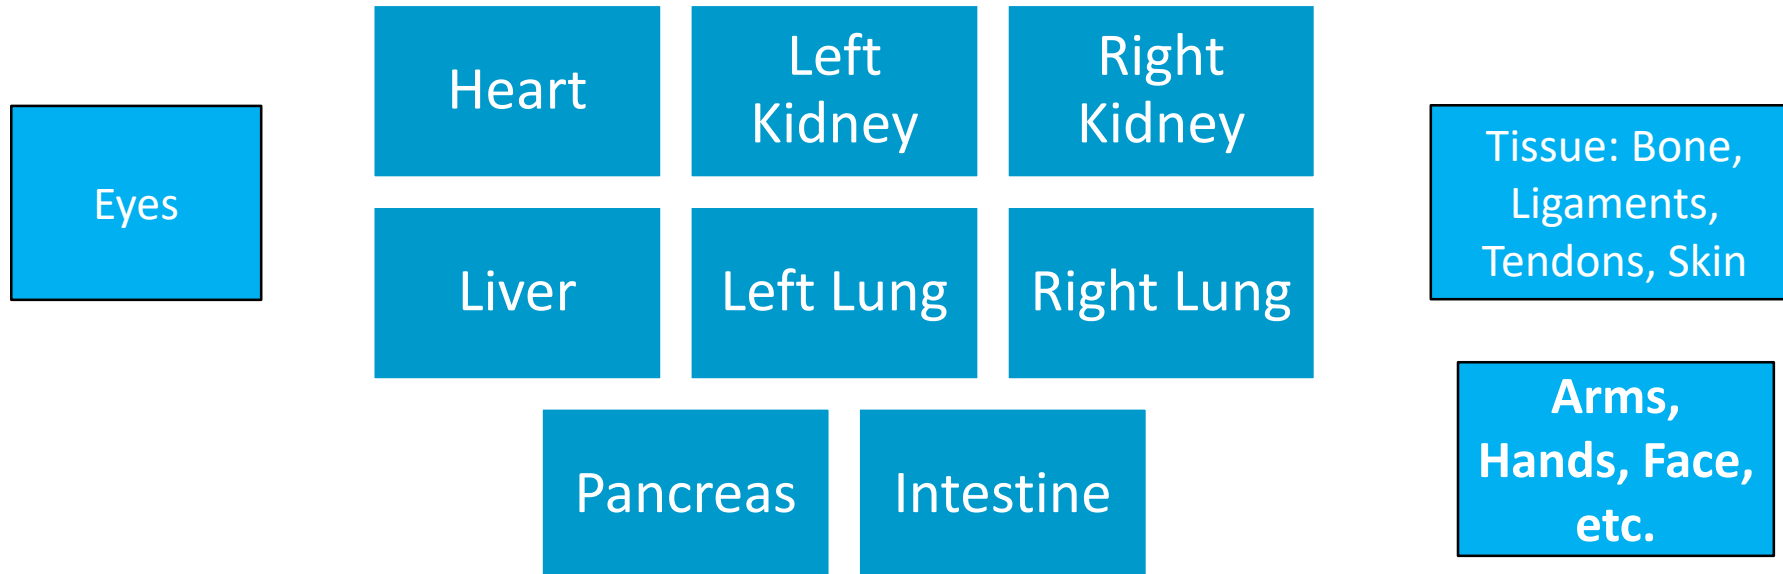 Eyes
Heart
Left
Kidney
Right
Kidney
Liver
Left Lung
Right Lung
Pancreas
Intestine
Tissue: Bone,
Ligaments,
Tendons, Skin
Arms,
Hands, Face,
etc.